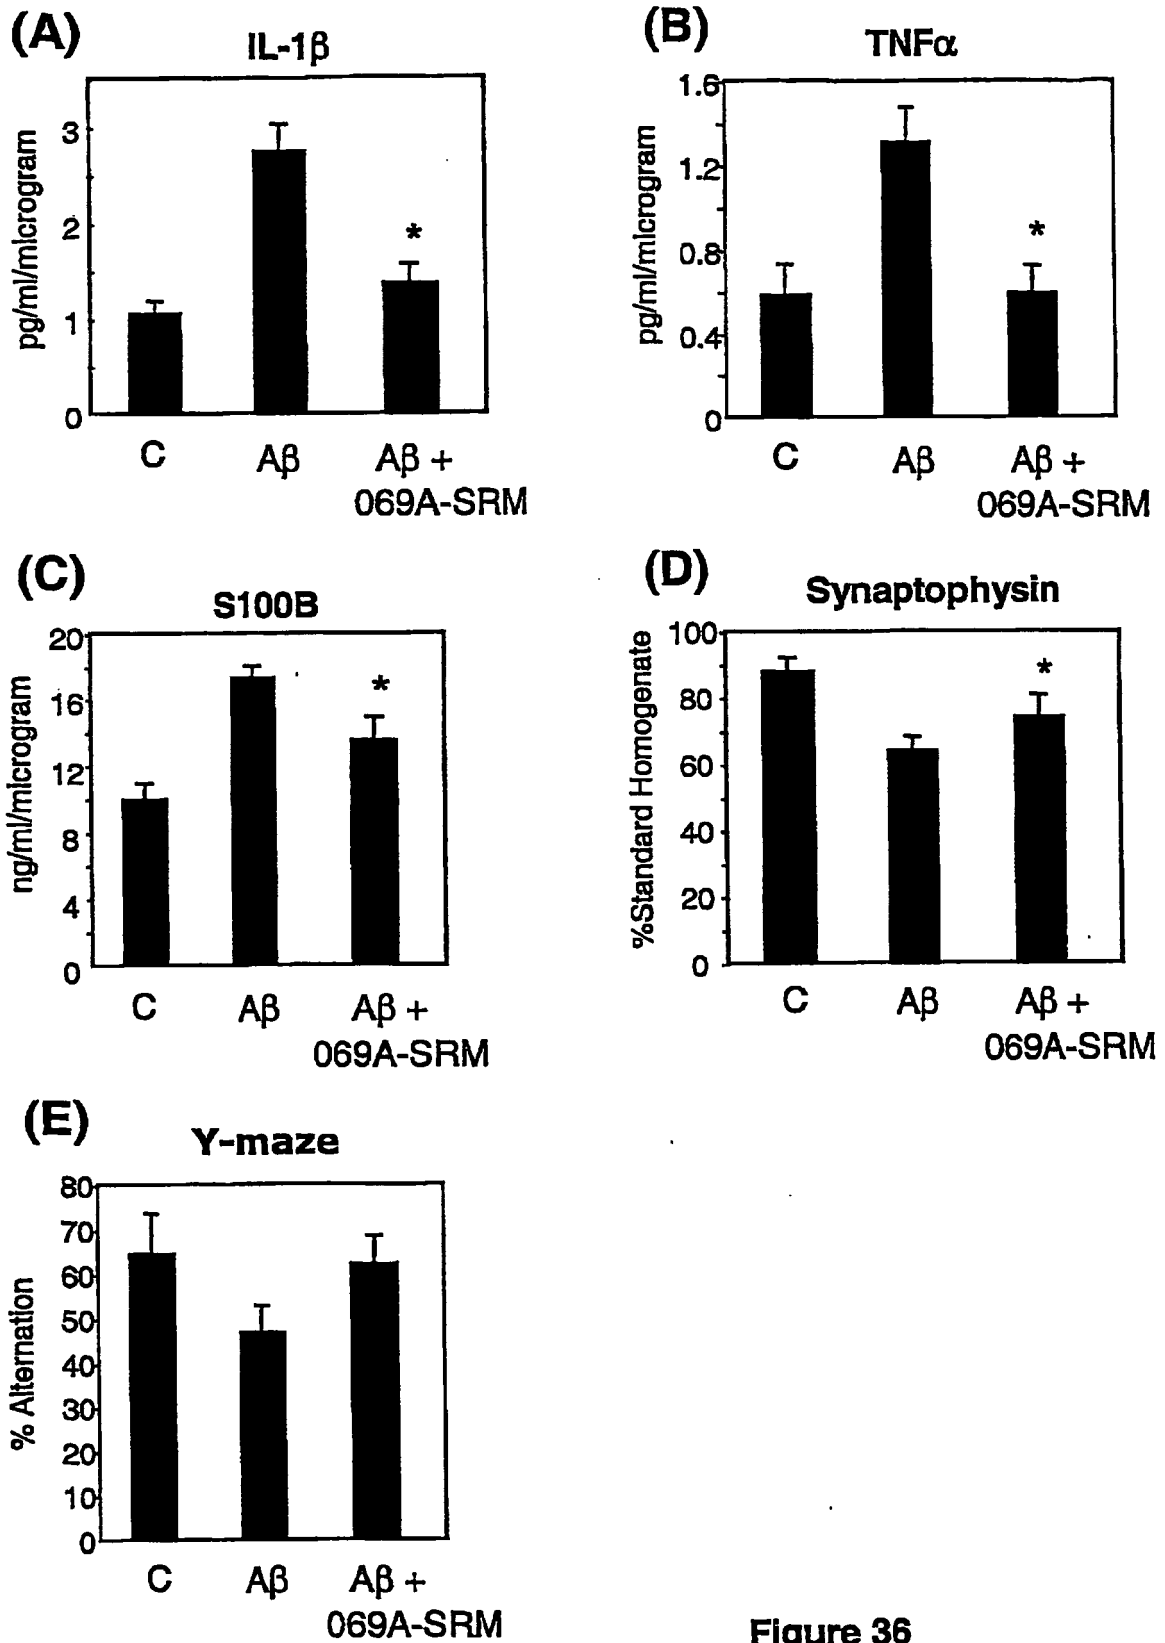 (A)
IL-1β
pg/ml/microgram
3
2
1
0
*
C Aβ Aβ +
069A-SRM
(B)
TNFα
pg/ml/microgram
1.6
1.2
0.8
0.4
0
*
C Aβ Aβ +
069A-SRM
(C)
S100B
ng/ml/microgram
20
16
12
8
4
0
*
C Aβ Aβ +
069A-SRM
(D)
Synaptophysin
%Standard Homogenate
100
80
60
40
20
0
*
C Aβ Aβ +
069A-SRM
(E)
Y-maze
% Alternation
80
70
60
50
40
30
20
10
0
C Aβ Aβ +
069A-SRM
Figure 36